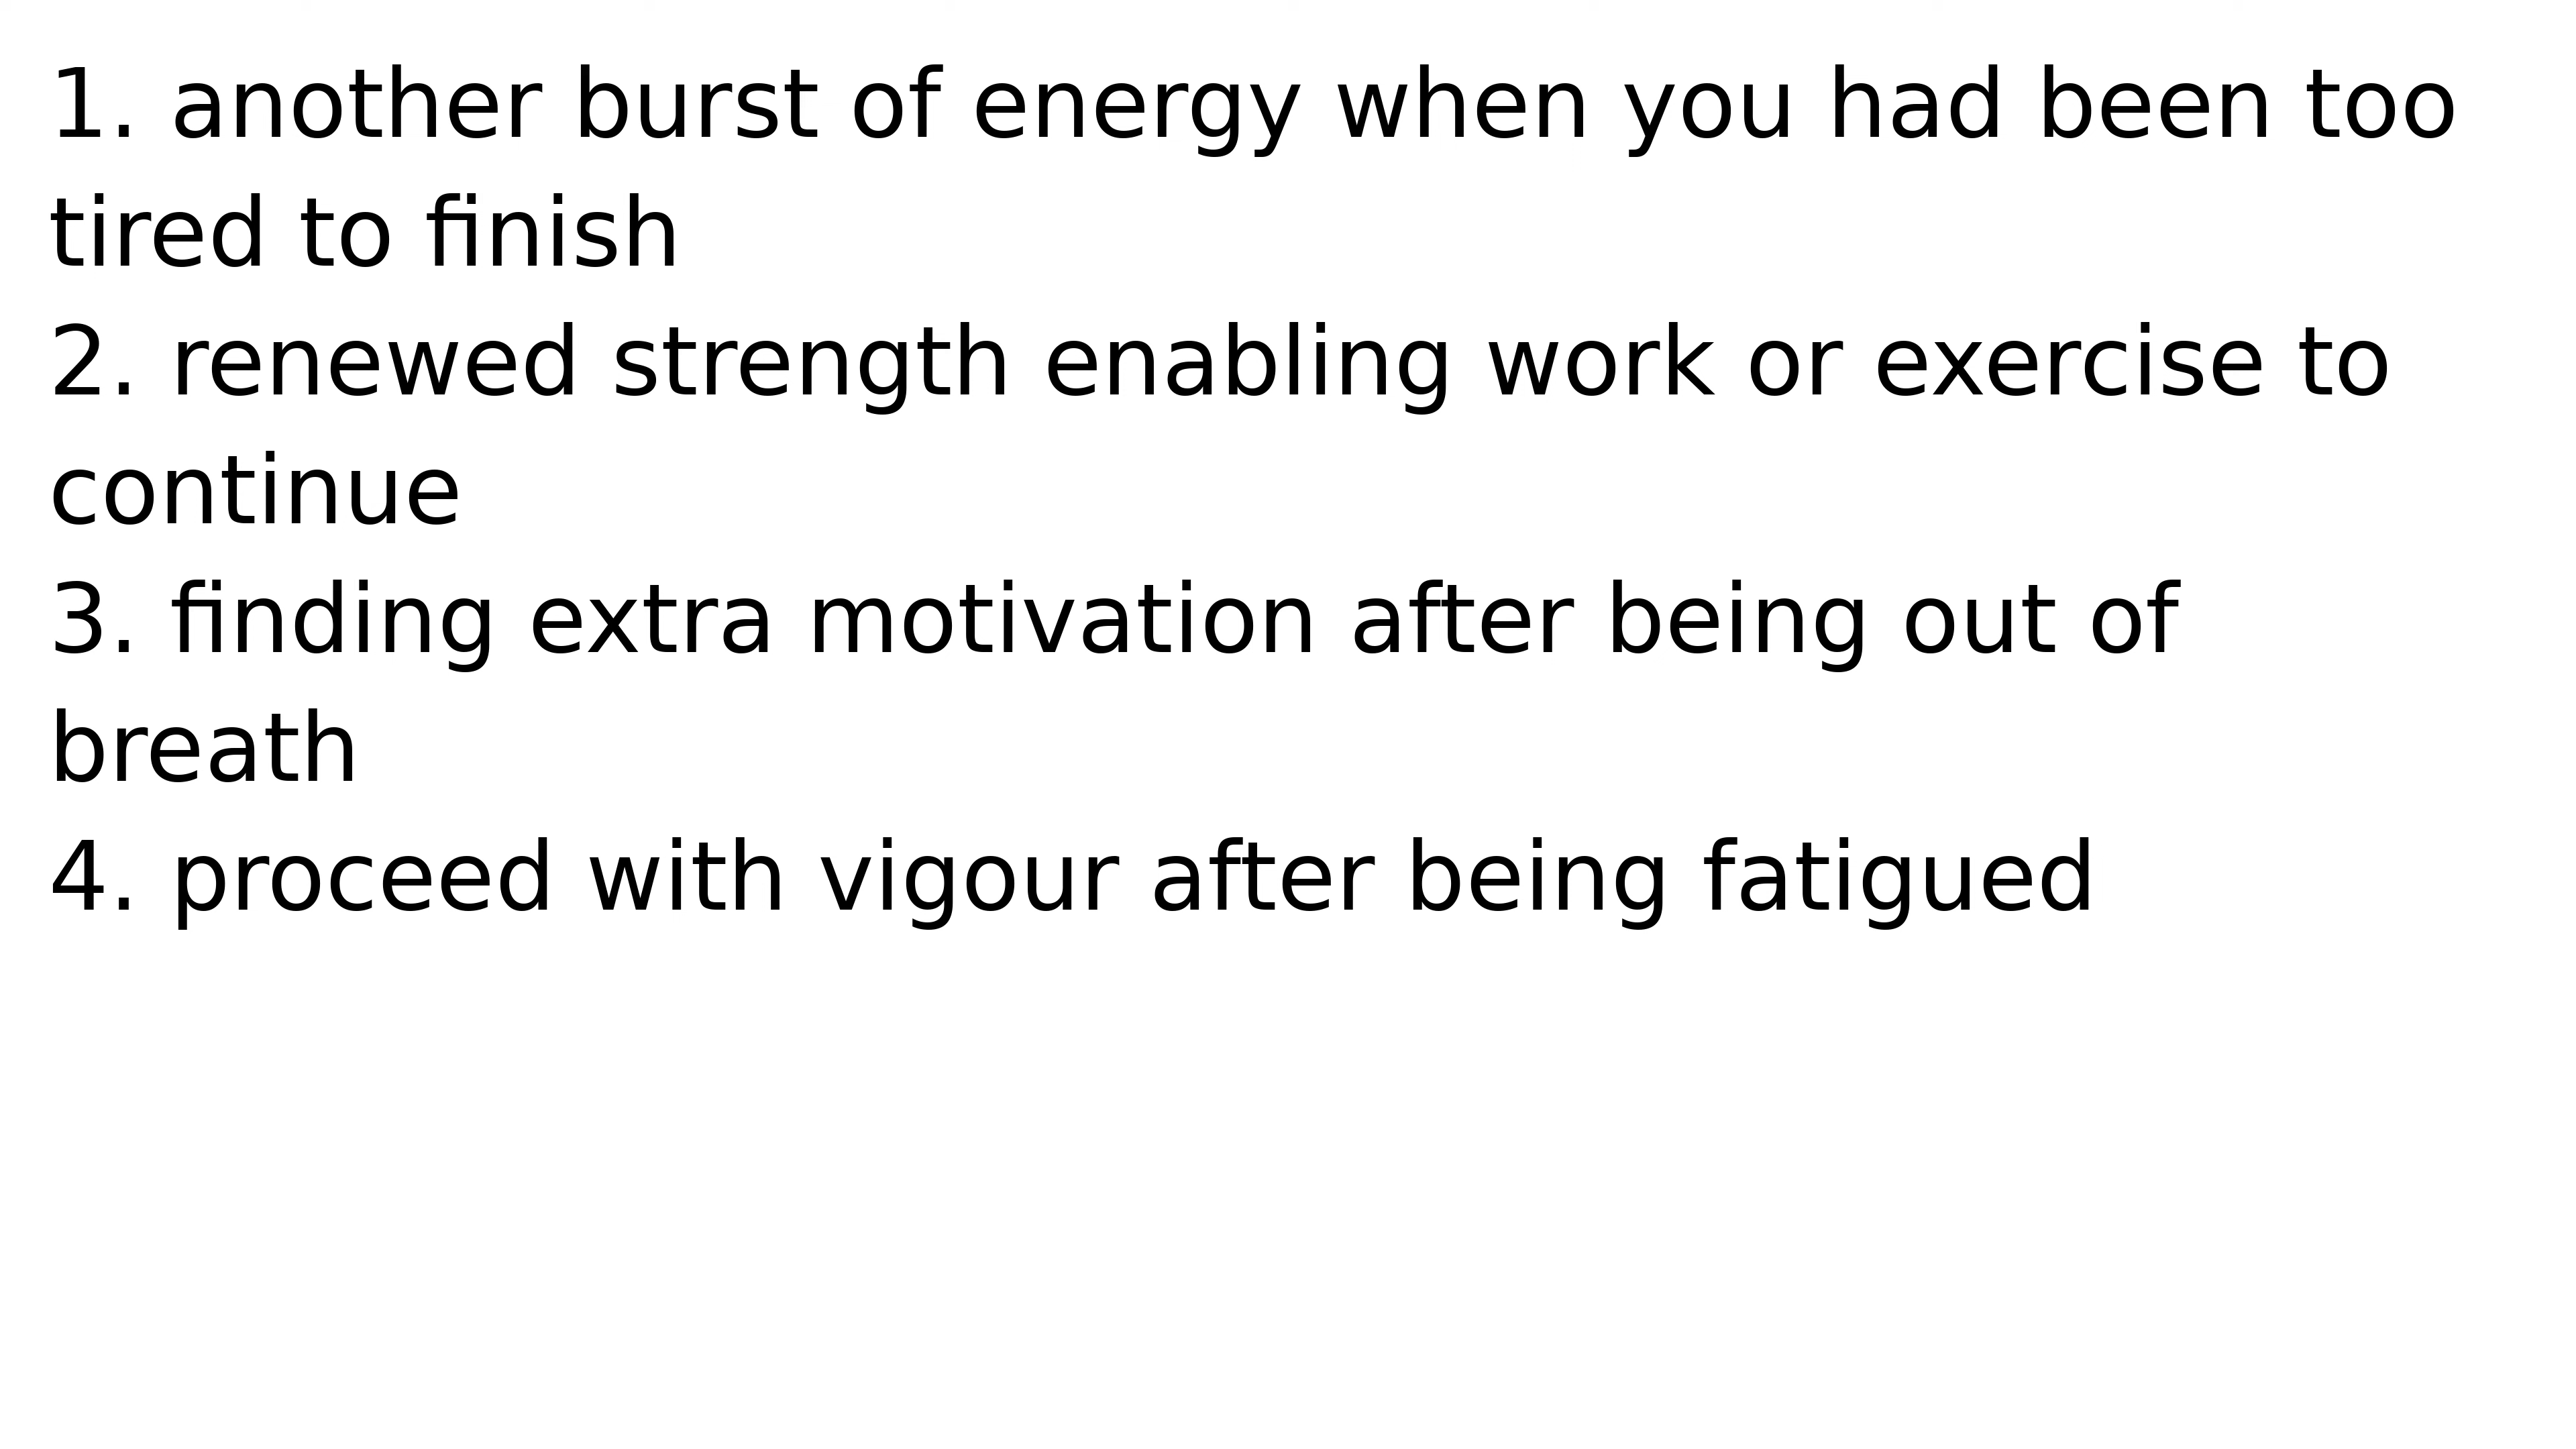 1. another burst of energy when you had been too
tired to finish
2. renewed strength enabling work or exercise to
continue
3. finding extra motivation after being out of
breath
4. proceed with vigour after being fatigued